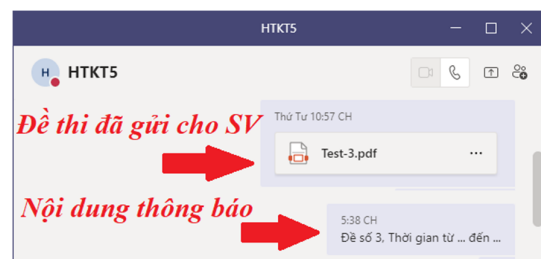 HTKT5
H HTKT5
Thứ Tư 10:57 CH
Đề thi đã gửi cho SV
Test-3.pdf
Nội dung thông báo
5:38 CH
Đề số 3, Thời gian từ ... đến ...